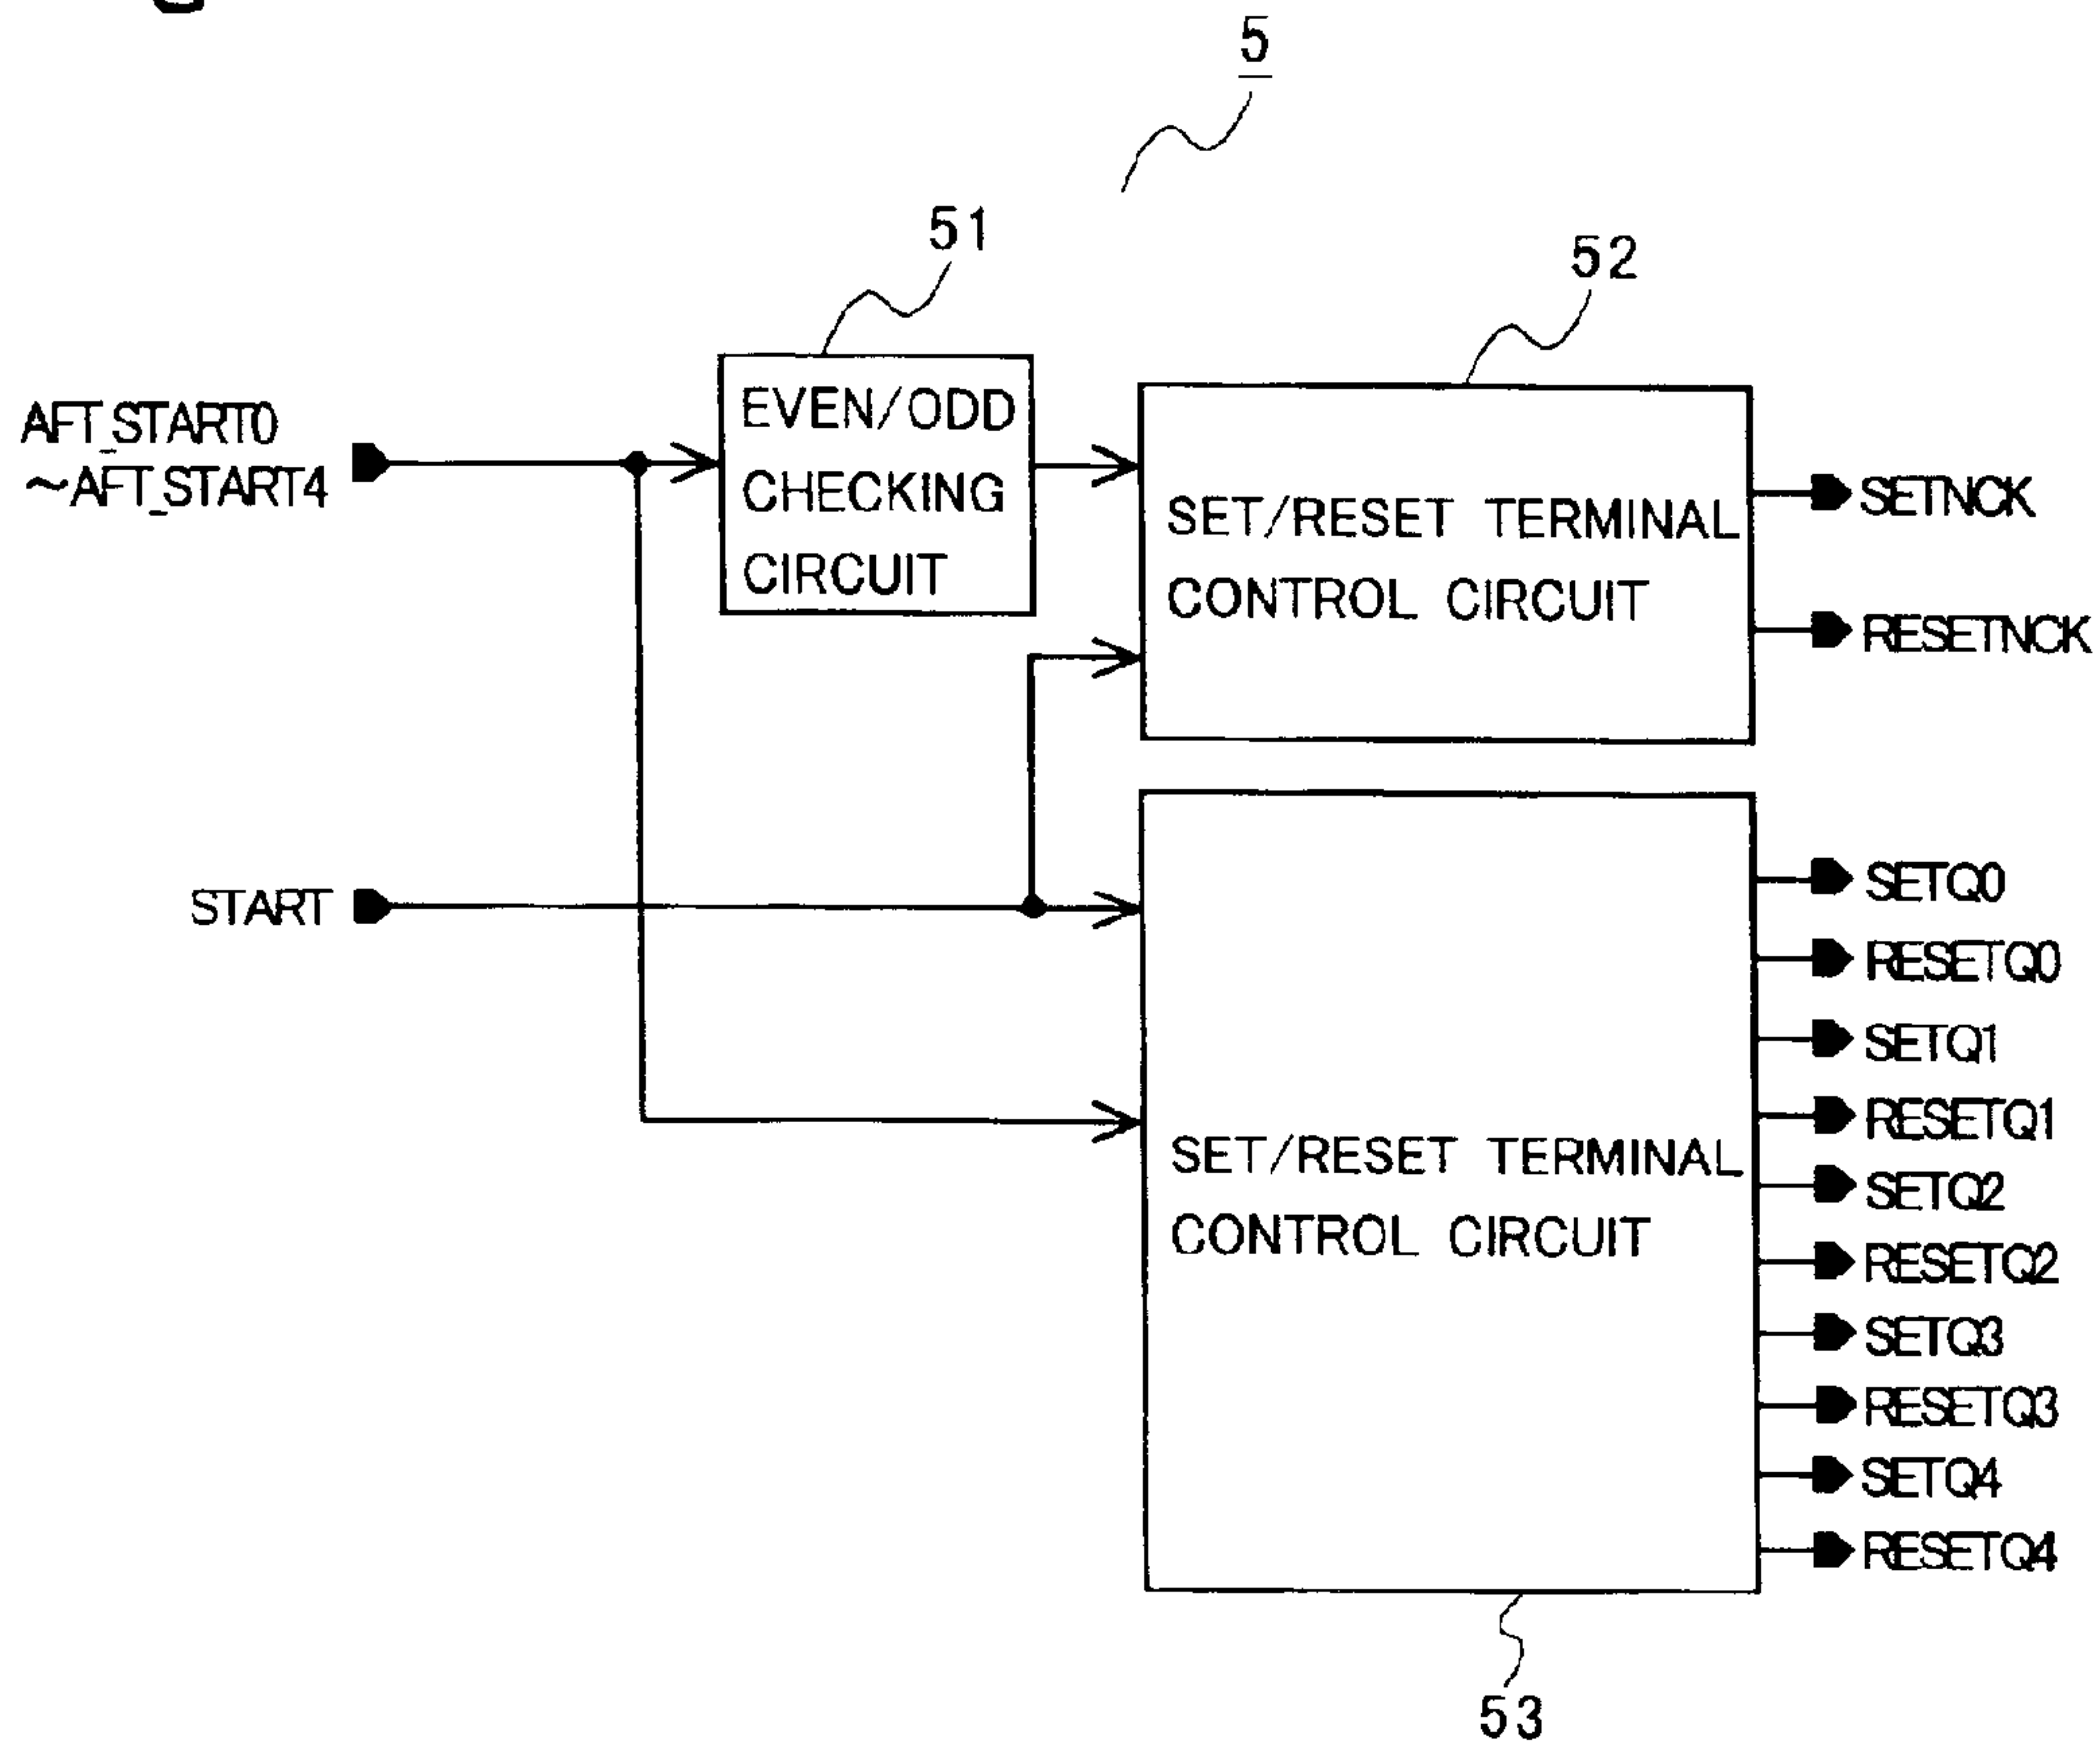 5
51
52
EVEN/ODD
CHECKING
CIRCUIT
AFT_START0
~AFT_START4
SET/RESET TERMINAL
CONTROL CIRCUIT
SETNCK
RESETNCK
START
SET/RESET TERMINAL
CONTROL CIRCUIT
SETQ0
RESETQ0
SETQ1
RESETQ1
SETQ2
RESETQ2
SETQ3
RESETQ3
SETQ4
RESETQ4
53